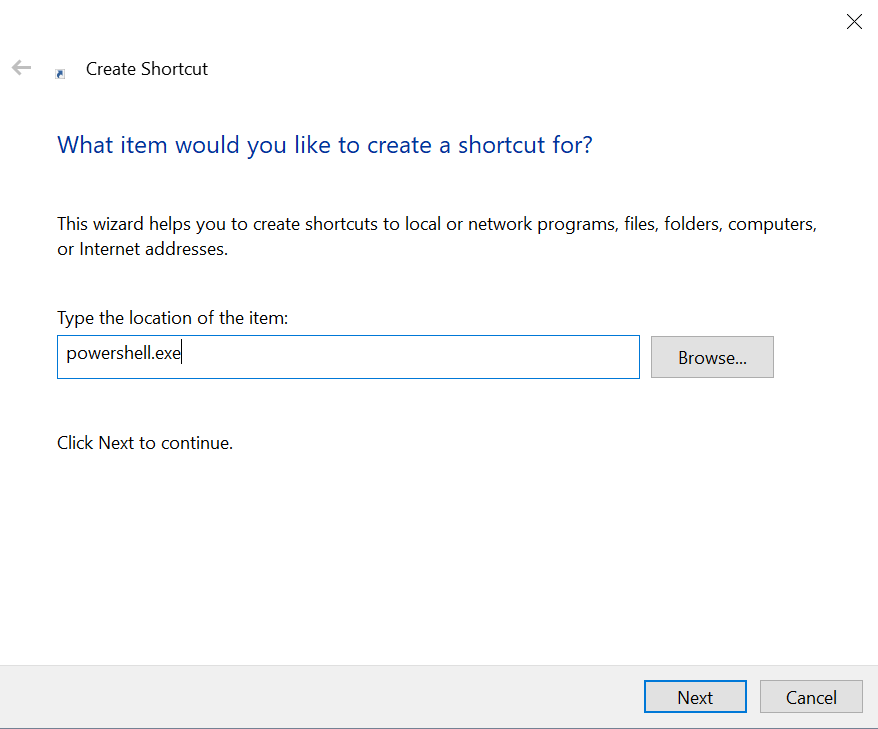 Create Shortcut
What item would you like to create a shortcut for?
This wizard helps you to create shortcuts to local or network programs, files, folders, computers,
or Internet addresses.
Type the location of the item:
powershell.exe
Browse...
Click Next to continue.
Next
Cancel